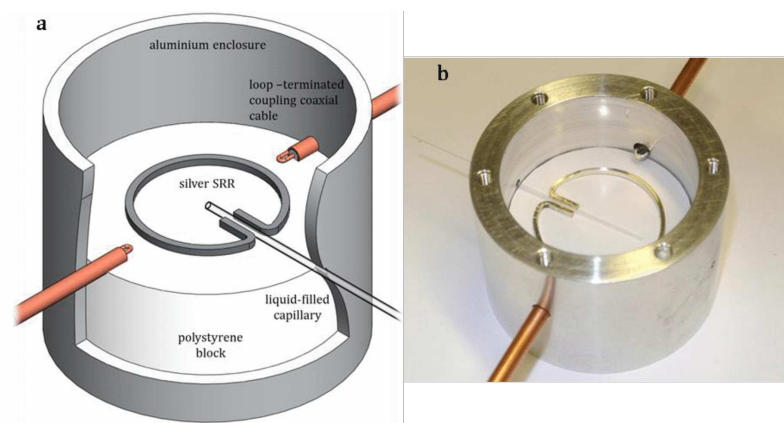 a
aluminium enclosure
loop –terminated
coupling coaxial
cable
silver SRR
liquid-filled
capillary
polystyrene
block
b